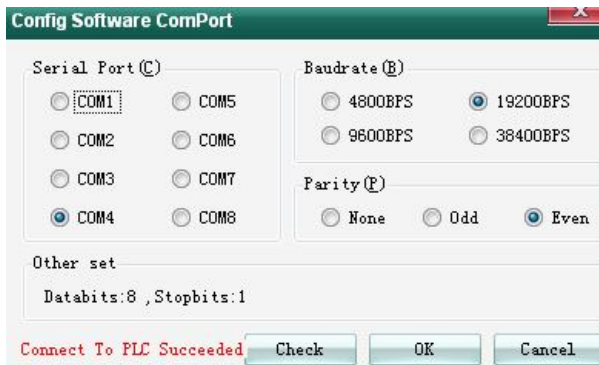 Config Software ComPort
Serial Port(C)
COM1 COM5
COM2 COM6
COM3 COM7
COM4 COM8
Baudrate(B)
4800BPS 19200BPS
9600BPS 38400BPS
Parity(P)
None Odd Even
Other set
Databits:8 ,Stopbits:1
Connect To PLC Succeeded Check OK Cancel